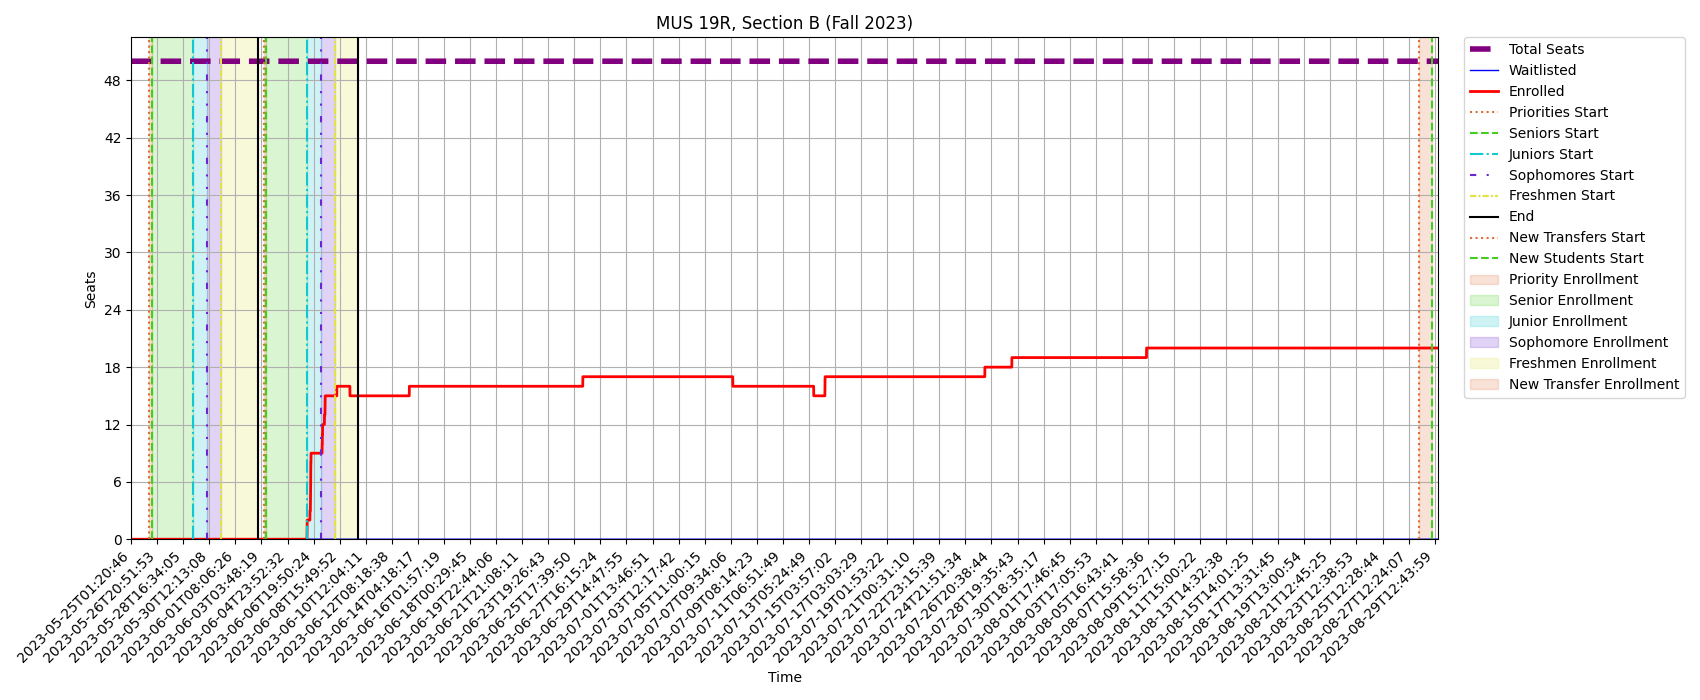 MUS 19R, Section B (Fall 2023)
Seats
48
42
36
30
24
18
12
6
0
2023-05-25T01:20:46
2023-05-26T20:51:53
2023-05-28T16:34:05
2023-05-30T12:13:08
2023-06-01T08:06:26
2023-06-03T03:48:19
2023-06-04T23:52:32
2023-06-06T19:50:24
2023-06-08T15:49:52
2023-06-10T12:04:11
2023-06-12T08:18:38
2023-06-14T04:18:17
2023-06-16T01:57:19
2023-06-18T00:29:45
2023-06-19T22:44:06
2023-06-21T21:08:11
2023-06-23T19:26:43
2023-06-25T17:39:50
2023-06-27T16:15:24
2023-06-29T14:47:55
2023-07-01T13:46:51
2023-07-03T12:17:42
2023-07-05T11:00:15
2023-07-07T09:34:06
2023-07-09T08:14:23
2023-07-11T06:51:49
2023-07-13T05:24:49
2023-07-15T03:57:02
2023-07-17T03:03:29
2023-07-19T01:53:22
2023-07-21T00:31:10
2023-07-22T23:15:39
2023-07-24T21:51:34
2023-07-26T20:38:44
2023-07-28T19:35:43
2023-07-30T18:35:17
2023-08-01T17:46:45
2023-08-03T17:05:53
2023-08-05T16:43:41
2023-08-07T15:58:36
2023-08-09T15:27:15
2023-08-11T15:00:22
2023-08-13T14:32:38
2023-08-15T14:01:25
2023-08-17T13:31:45
2023-08-19T13:00:54
2023-08-21T12:45:25
2023-08-23T12:38:53
2023-08-25T12:28:44
2023-08-27T12:24:07
2023-08-29T12:43:59
Time
Total Seats
Waitlisted
Enrolled
Priorities Start
Seniors Start
Juniors Start
Sophomores Start
Freshmen Start
End
New Transfers Start
New Students Start
Priority Enrollment
Senior Enrollment
Junior Enrollment
Sophomore Enrollment
Freshmen Enrollment
New Transfer Enrollment